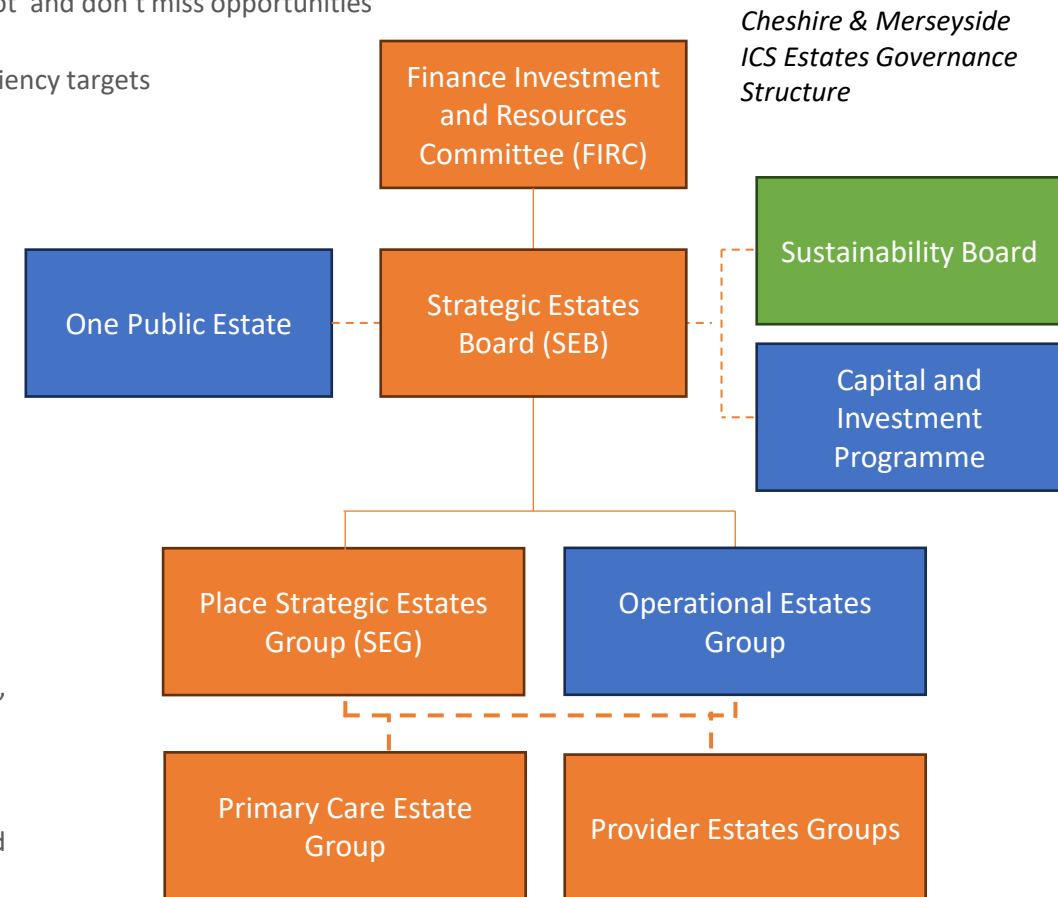 ot' and don't miss opportunities
iency targets
Cheshire & Merseyside
ICS Estates Governance
Structure
Finance Investment
and Resources
Committee (FIRC)
Sustainability Board
One Public Estate
Strategic Estates
Board (SEB)
Capital and
Investment
Programme
Place Strategic Estates
Group (SEG)
Operational Estates
Group
,
Primary Care Estate
Group
Provider Estates Groups
d